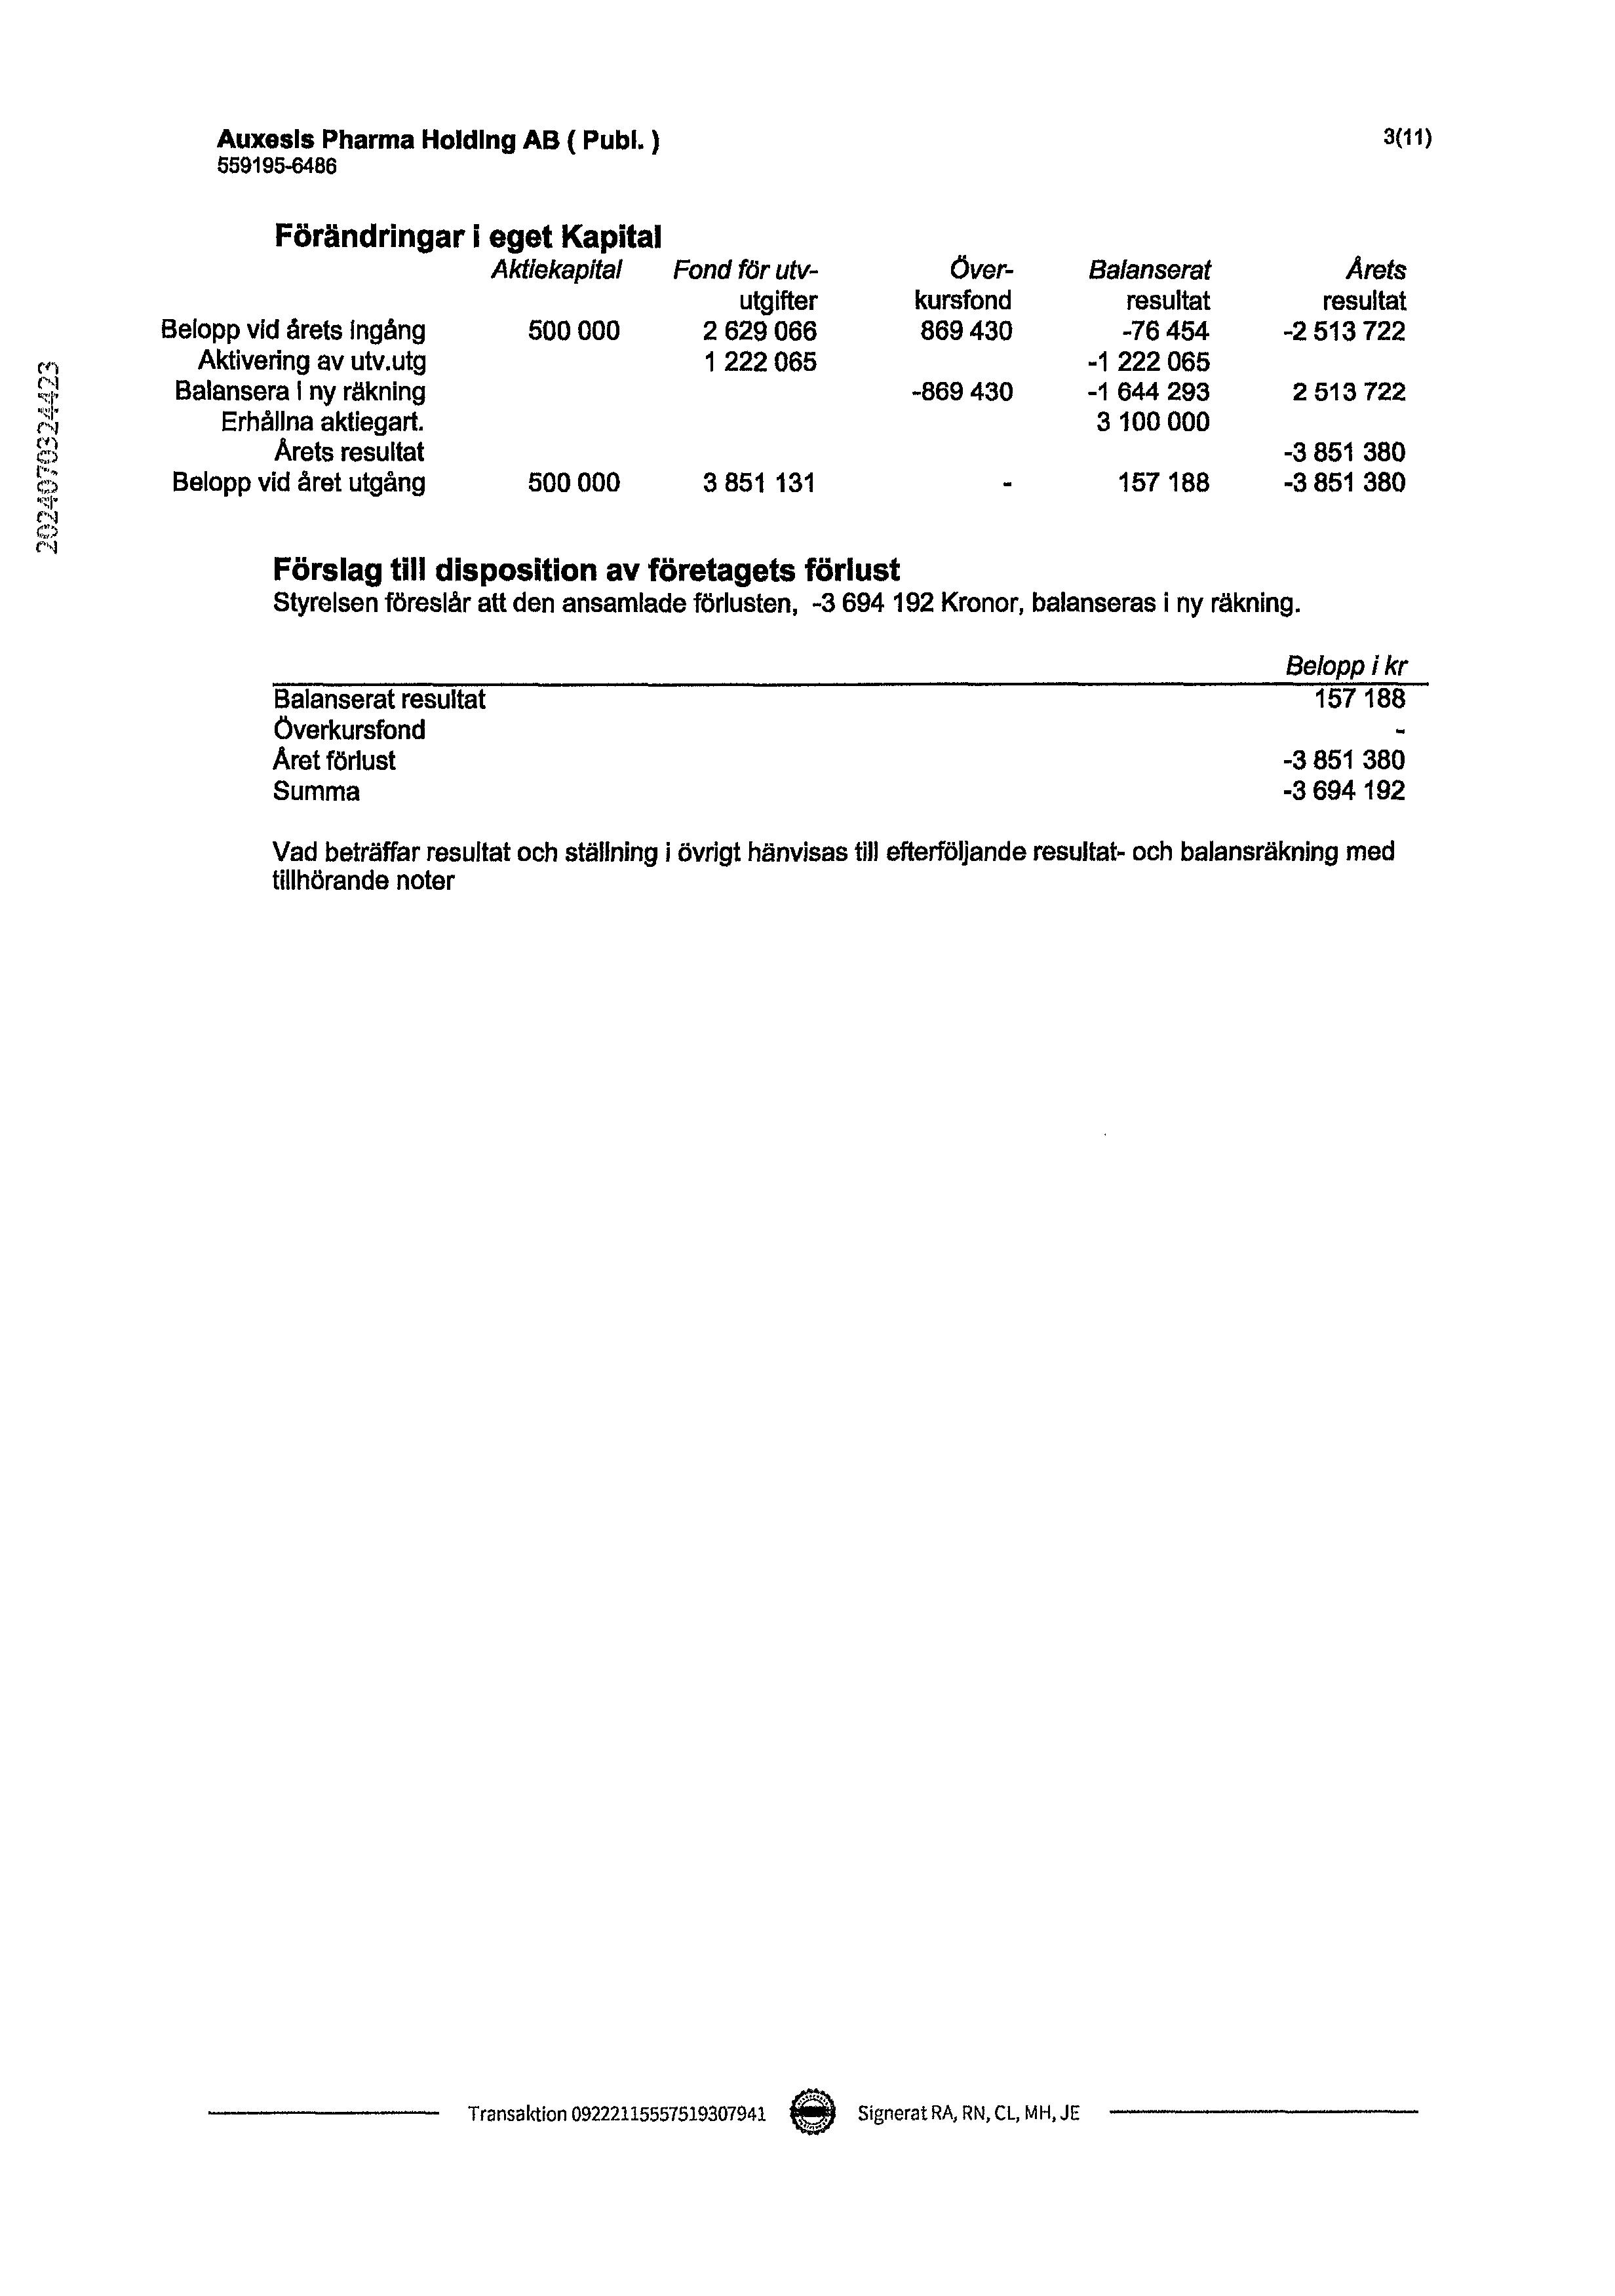 Auxesis Pharma Holding AB ( Publ. ) 3(11)
559195-6486
Förändringar i eget Kapital
Aktiekapital Fond för utv- Över- Balanserat Årets
utgifter kursfond resultat resultat
Belopp vid årets ingång 500 000 2 629 066 869 430 -76 454 -2 513 722
Aktivering av utv.utg 1 222 065 -1 222 065
Balansera i ny räkning -869 430 -1 644 293 2 513 722
Erhållna aktiegart. 3 100 000
Årets resultat -3 851 380
Belopp vid året utgång 500 000 3 851 131 - 157 188 -3 851 380
Förslag till disposition av företagets förlust
Styrelsen föreslår att den ansamlade förlusten, -3 694 192 Kronor, balanseras i ny räkning.
Belopp i kr
Balanserat resultat 157 188
Överkursfond -
Året förlust -3 851 380
Summa -3 694 192
Vad beträffar resultat och ställning i övrigt hänvisas till efterföljande resultat- och balansräkning med
tillhörande noter
2024070324423
Transaktion 09222115557519307941 Signerat RA, RN, CL, MH, JE